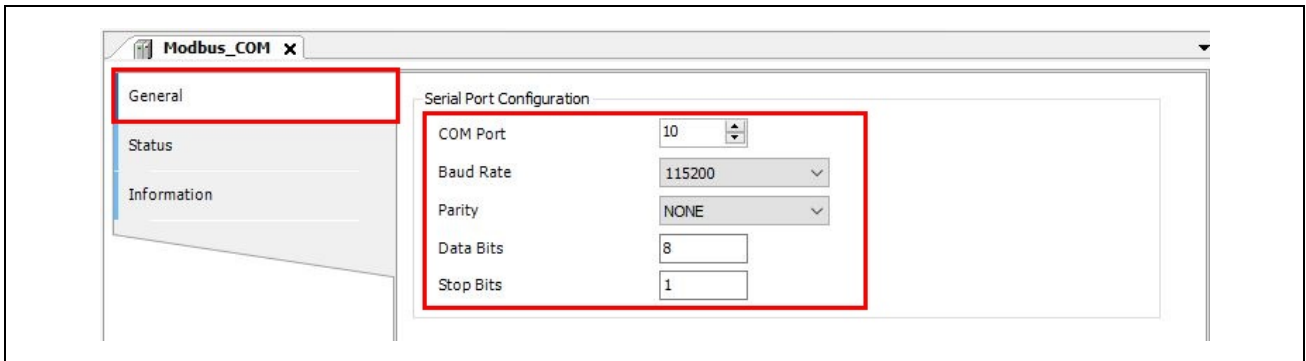 Modbus_COM X
General
Status
Information
Serial Port Configuration
COM Port 10
Baud Rate 115200
Parity NONE
Data Bits 8
Stop Bits 1